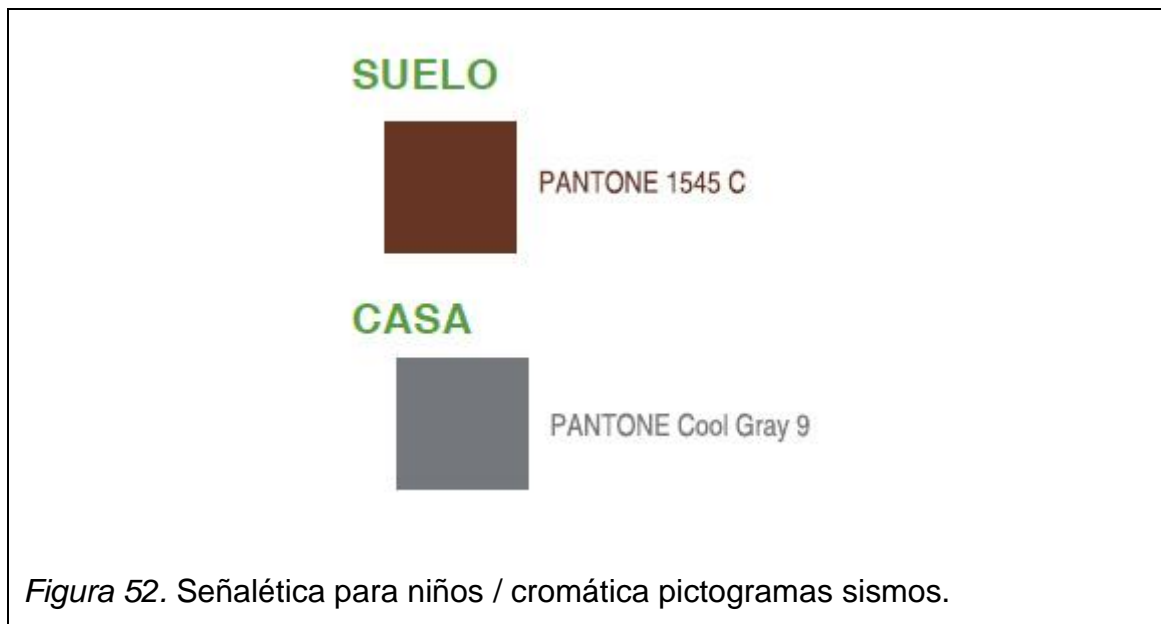 SUELO
PANTONE 1545 C
CASA
PANTONE Cool Gray 9
Figura 52. Señalética para niños / cromática pictogramas sismos.